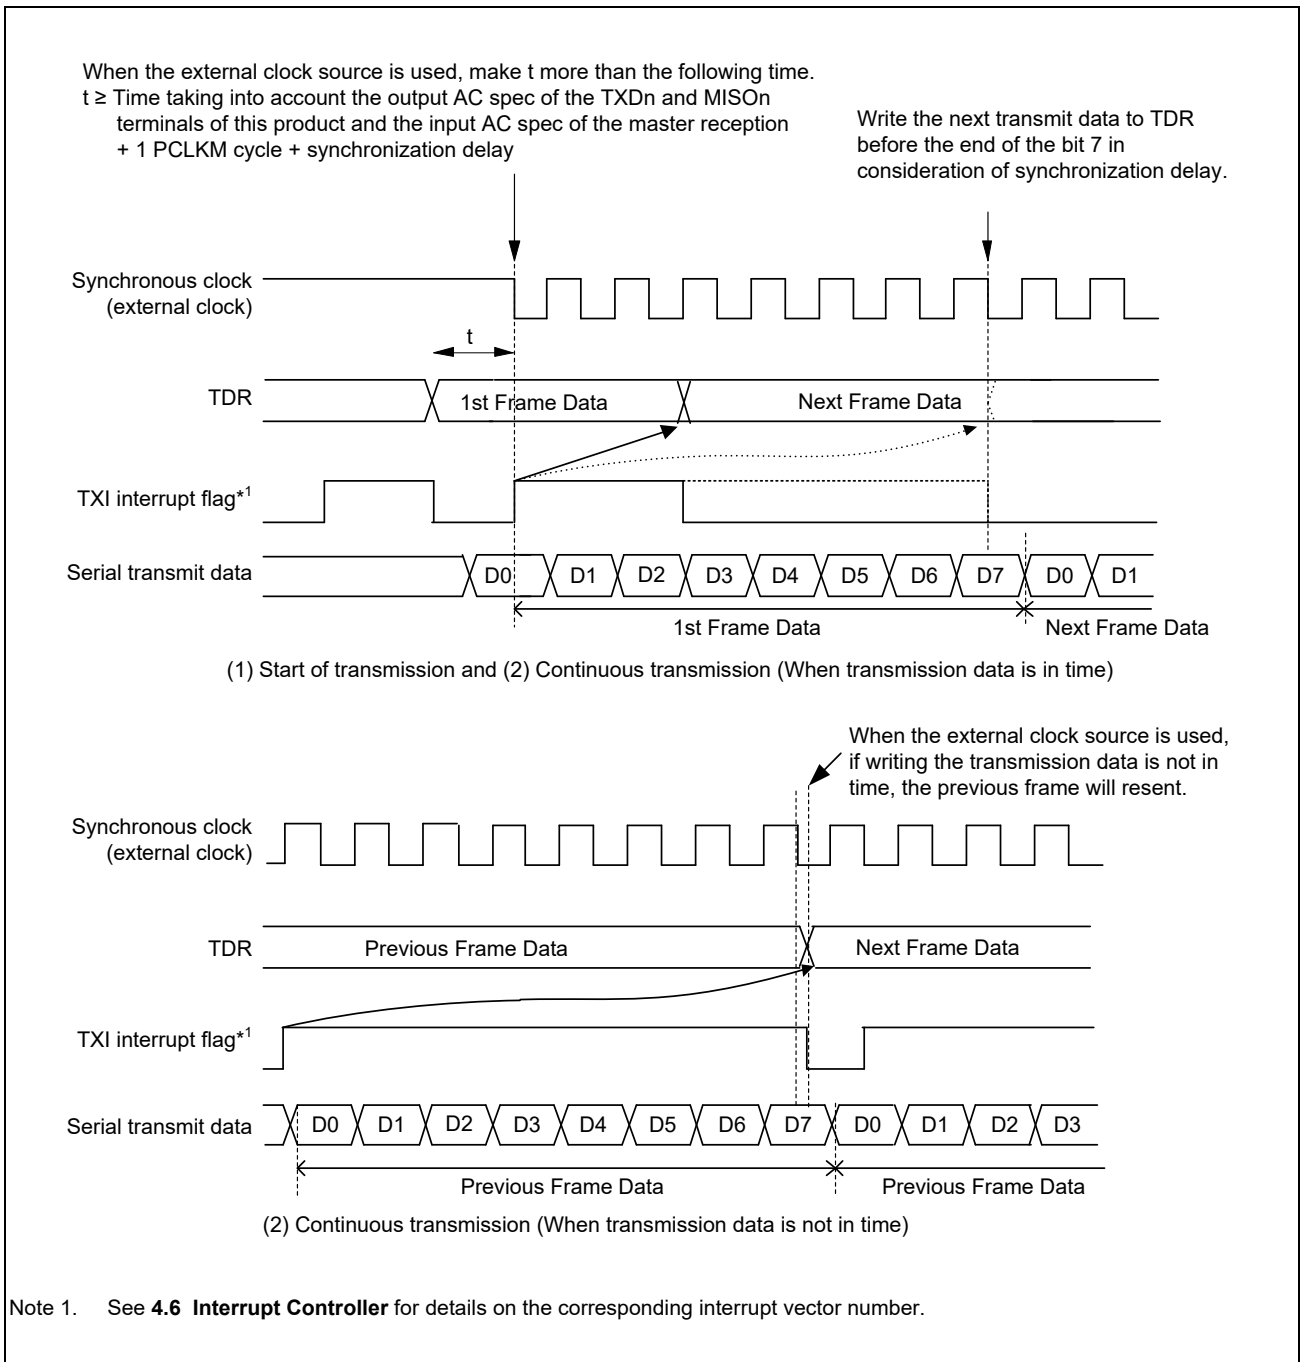 When the external clock source is used, make t more than the following time.
t ≥ Time taking into account the output AC spec of the TXDn and MISOn
terminals of this product and the input AC spec of the master reception
+ 1 PCLKM cycle + synchronization delay
Write the next transmit data to TDR
before the end of the bit 7 in
consideration of synchronization delay.
Synchronous clock
(external clock)
t
TDR
1st Frame Data
Next Frame Data
TXI interrupt flag*1
Serial transmit data
D0 D1 D2 D3 D4 D5 D6 D7 D0 D1
1st Frame Data
Next Frame Data
(1) Start of transmission and (2) Continuous transmission (When transmission data is in time)
When the external clock source is used,
if writing the transmission data is not in
time, the previous frame will resent.
Synchronous clock
(external clock)
TDR
Previous Frame Data
Next Frame Data
TXI interrupt flag*1
Serial transmit data
D0 D1 D2 D3 D4 D5 D6 D7 D0 D1 D2 D3
Previous Frame Data
Previous Frame Data
(2) Continuous transmission (When transmission data is not in time)
Note 1. See 4.6 Interrupt Controller for details on the corresponding interrupt vector number.